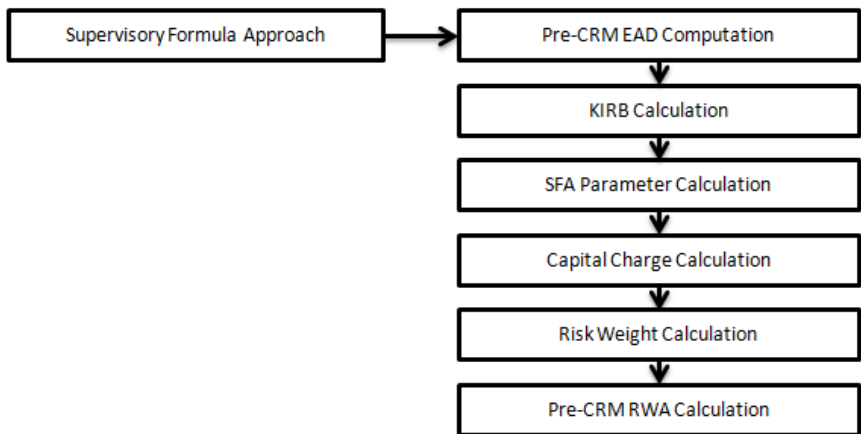 Supervisory Formula Approach
Pre-CRM EAD Computation
KIRB Calculation
SFA Parameter Calculation
Capital Charge Calculation
Risk Weight Calculation
Pre-CRM RWA Calculation